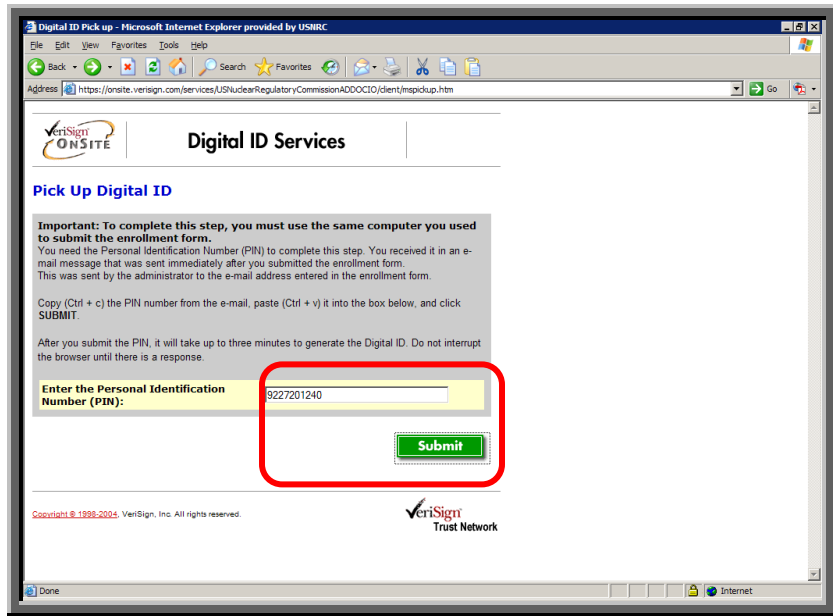 Digital ID Pick up - Microsoft Internet Explorer provided by USNRC
File Edit View Favorites Tools Help
Back Search Favorites
Address https://onsite.verisign.com/services/USNuclearRegulatoryCommissionADDOCIO/client/mspickup.htm Go
VeriSign
ONSITE
Digital ID Services
Pick Up Digital ID
Important: To complete this step, you must use the same computer you used
to submit the enrollment form.
You need the Personal Identification Number (PIN) to complete this step. You received it in an e-
mail message that was sent immediately after you submitted the enrollment form.
This was sent by the administrator to the e-mail address entered in the enrollment form.
Copy (Ctrl + c) the PIN number from the e-mail, paste (Ctrl + v) it into the box below, and click
SUBMIT.
After you submit the PIN, it will take up to three minutes to generate the Digital ID. Do not interrupt
the browser until there is a response.
Enter the Personal Identification
Number (PIN):
9227201240
Submit
Copyright © 1998-2004, VeriSign, Inc. All rights reserved.
VeriSign
Trust Network
Done Internet